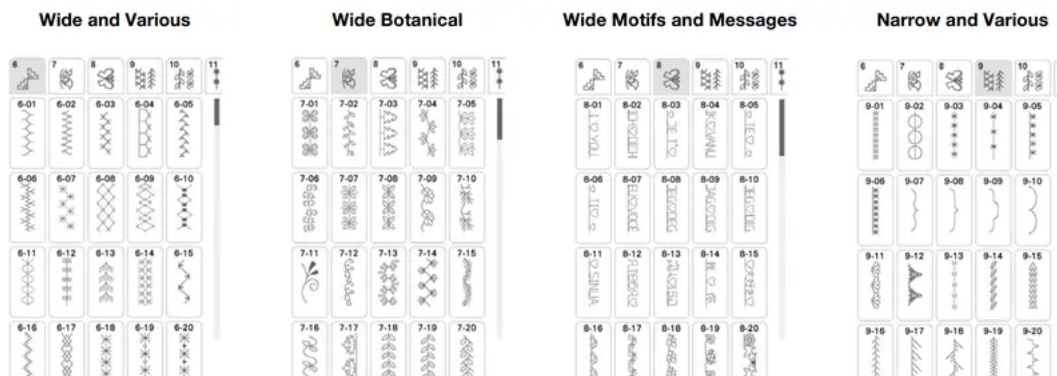 Wide and Various
6 7 8 9 10 11
6-01 6-02 6-03 6-04 6-05
6-06 6-07 6-08 6-09 6-10
6-11 6-12 6-13 6-14 6-15
6-16 6-17 6-18 6-19 6-20
Wide Botanical
6 7 8 9 10 11
7-01 7-02 7-03 7-04 7-05
7-06 7-07 7-08 7-09 7-10
7-11 7-12 7-13 7-14 7-15
7-16 7-17 7-18 7-19 7-20
Wide Motifs and Messages
6 7 8 9 10 11
8-01 8-02 8-03 8-04 8-05
8-06 8-07 8-08 8-09 8-10
8-11 8-12 8-13 8-14 8-15
8-16 8-17 8-18 8-19 8-20
Narrow and Various
6 7 8 9 10
9-01 9-02 9-03 9-04 9-05
9-06 9-07 9-08 9-09 9-10
9-11 9-12 9-13 9-14 9-15
9-16 9-17 9-18 9-19 9-20